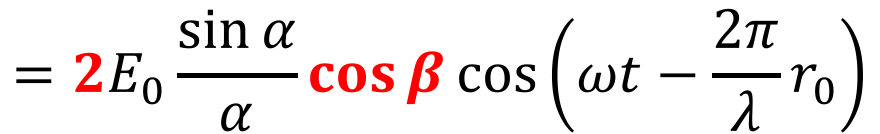 = 2E₀ sin α / α cos β cos (ωt − 2π / λ r₀)